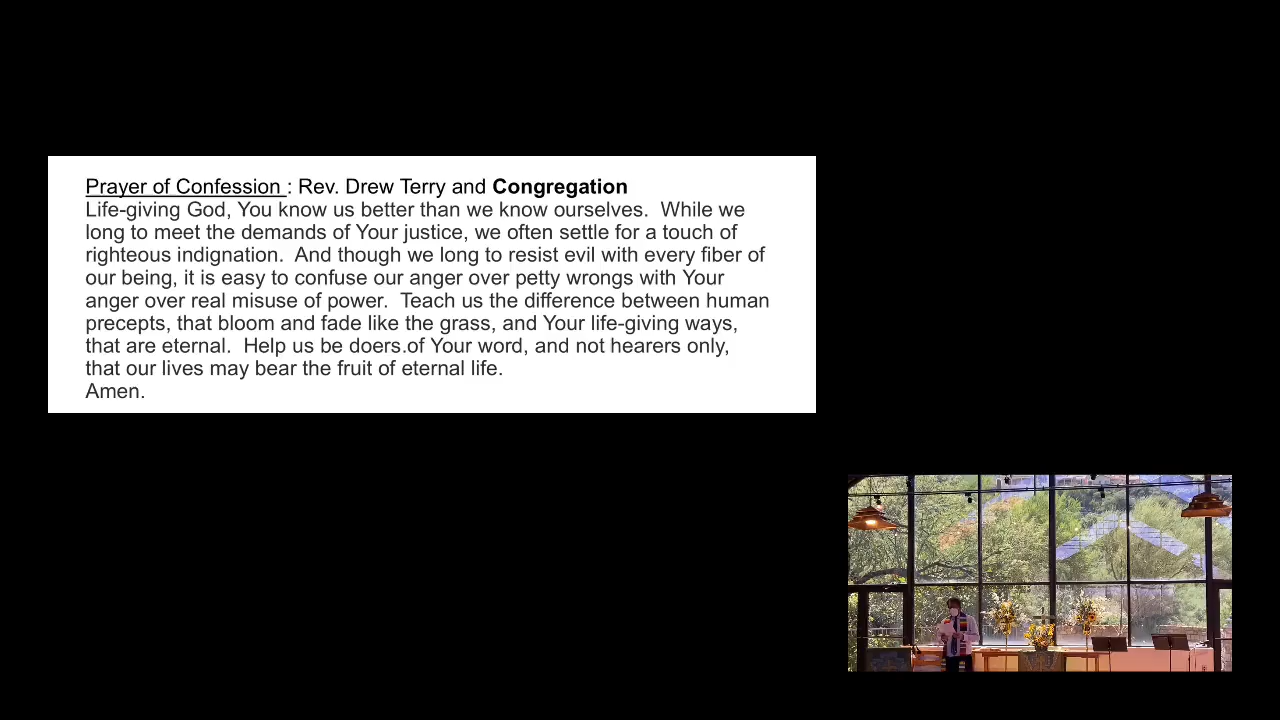 Prayer of Confession : Rev. Drew Terry and Congregation
Life-giving God, You know us better than we know ourselves.  While we
long to meet the demands of Your justice, we often settle for a touch of
righteous indignation.  And though we long to resist evil with every fiber of
our being, it is easy to confuse our anger over petty wrongs with Your
anger over real misuse of power.  Teach us the difference between human
precepts, that bloom and fade like the grass, and Your life-giving ways,
that are eternal.  Help us be doers.of Your word, and not hearers only,
that our lives may bear the fruit of eternal life.
Amen.